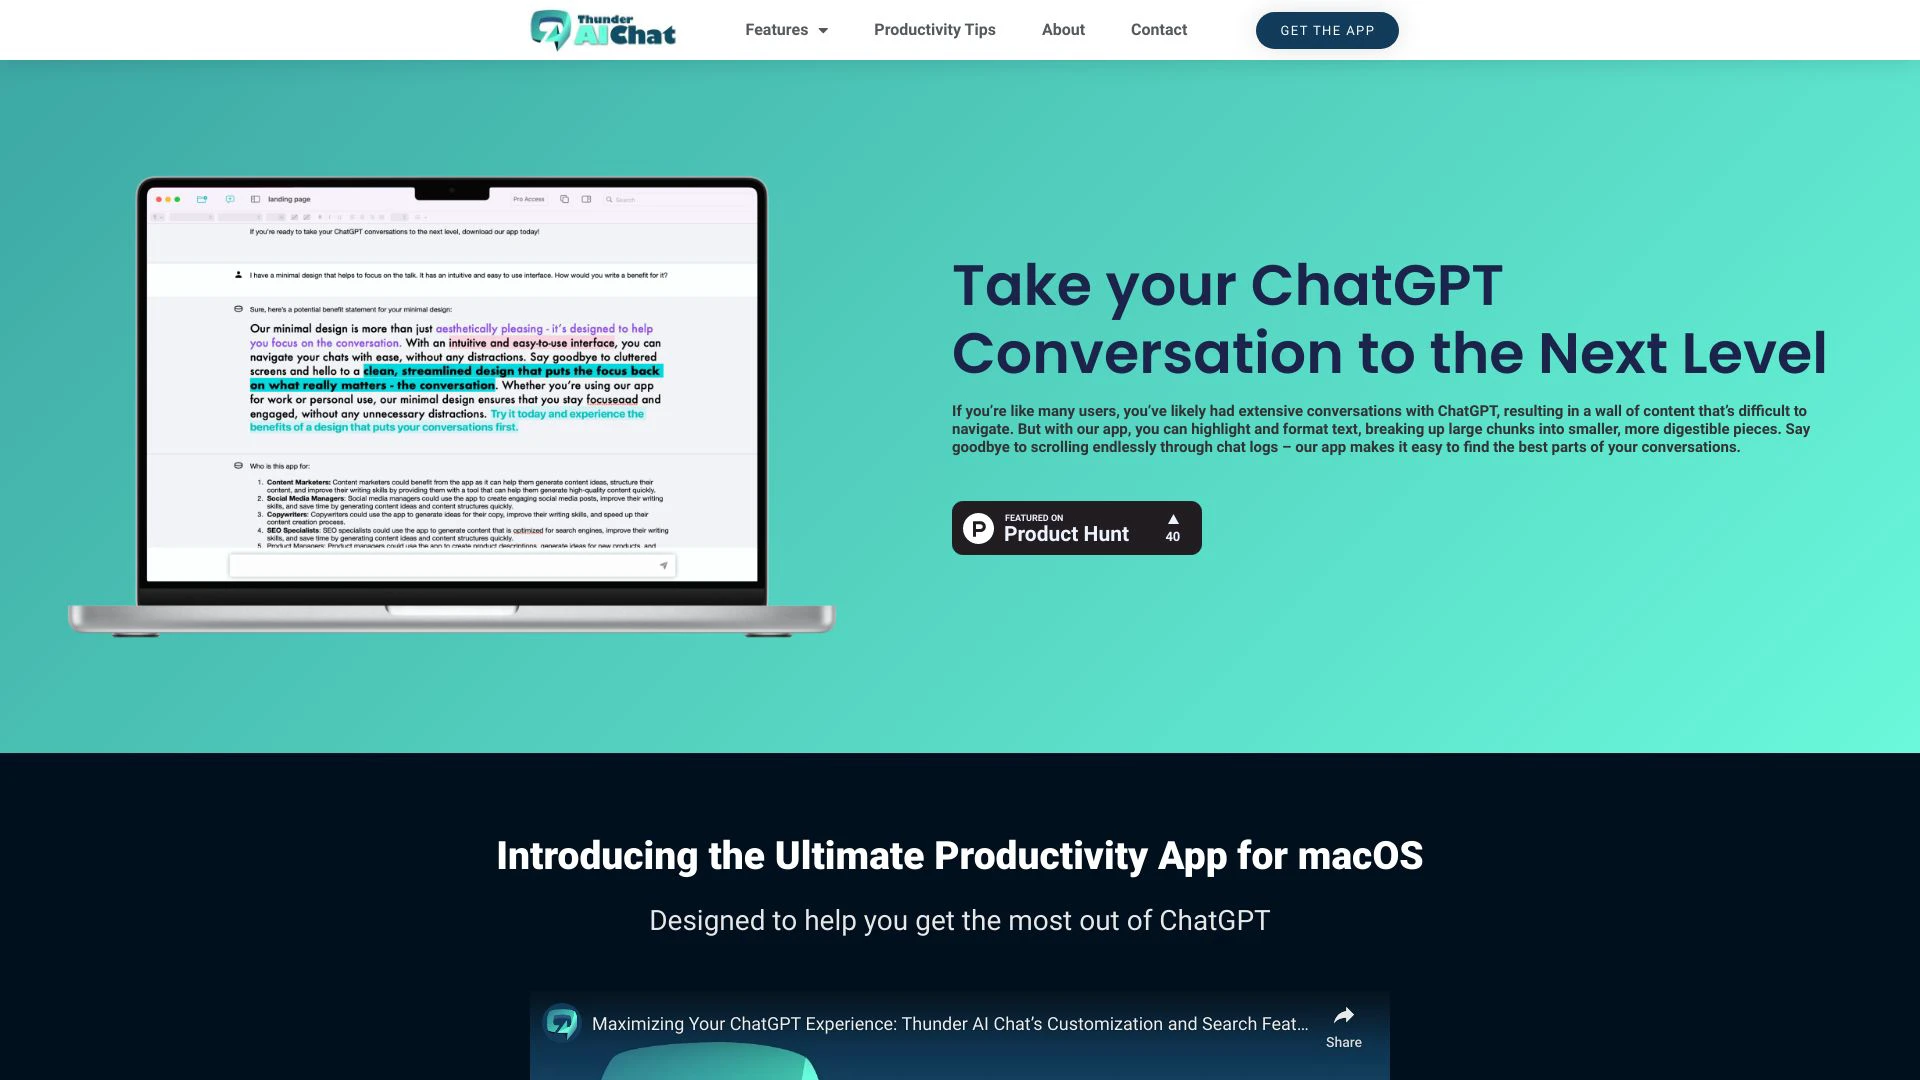 Thunder
AIChat
Features
Productivity Tips
About
Contact
GET THE APP
landing page
Pro Access
Search
If you're ready to take your ChatGPT conversations to the next level, download our app today!
I have a minimal design that helps to focus on the talk. It has an intuitive and easy to use interface. How would you write a benefit for it?
Sure, here's a potential benefit statement for your minimal design:
Our minimal design is more than just aesthetically pleasing - it's designed to help
you focus on the conversation. With an intuitive and easy-to-use interface, you can
navigate your chats with ease, without any distractions. Say goodbye to cluttered
screens and hello to a clean, streamlined design that puts the focus back
on what really matters - the conversation. Whether you're using our app
for work or personal use, our minimal design ensures that you stay focuseaad and
engaged, without any unnecessary distractions. Try it today and experience the
benefits of a design that puts your conversations first.
Who is this app for:
1. Content Marketers: Content marketers could benefit from the app as it can help them generate content ideas, structure their
content, and improve their writing skills by providing them with a tool that can help them generate high-quality content quickly.
2. Social Media Managers: Social media managers could use the app to create engaging social media posts, improve their writing
skills, and save time by generating content ideas and content structures quickly.
3. Copywriters: Copywriters could use the app to generate ideas for their copy, improve their writing skills, and speed up their
content creation process.
4. SEO Specialists: SEO specialists could use the app to generate content that is optimized for search engines, improve their writing
skills, and save time by generating content ideas and content structures quickly.
5. Product Managers: Product managers could use the app to create product descriptions, generate ideas for new products, and
Take your ChatGPT
Conversation to the Next Level
If you’re like many users, you’ve likely had extensive conversations with ChatGPT, resulting in a wall of content that’s difficult to
navigate. But with our app, you can highlight and format text, breaking up large chunks into smaller, more digestible pieces. Say
goodbye to scrolling endlessly through chat logs – our app makes it easy to find the best parts of your conversations.
P
FEATURED ON
Product Hunt
40
Introducing the Ultimate Productivity App for macOS
Designed to help you get the most out of ChatGPT
Maximizing Your ChatGPT Experience: Thunder AI Chat’s Customization and Search Feat...
Share